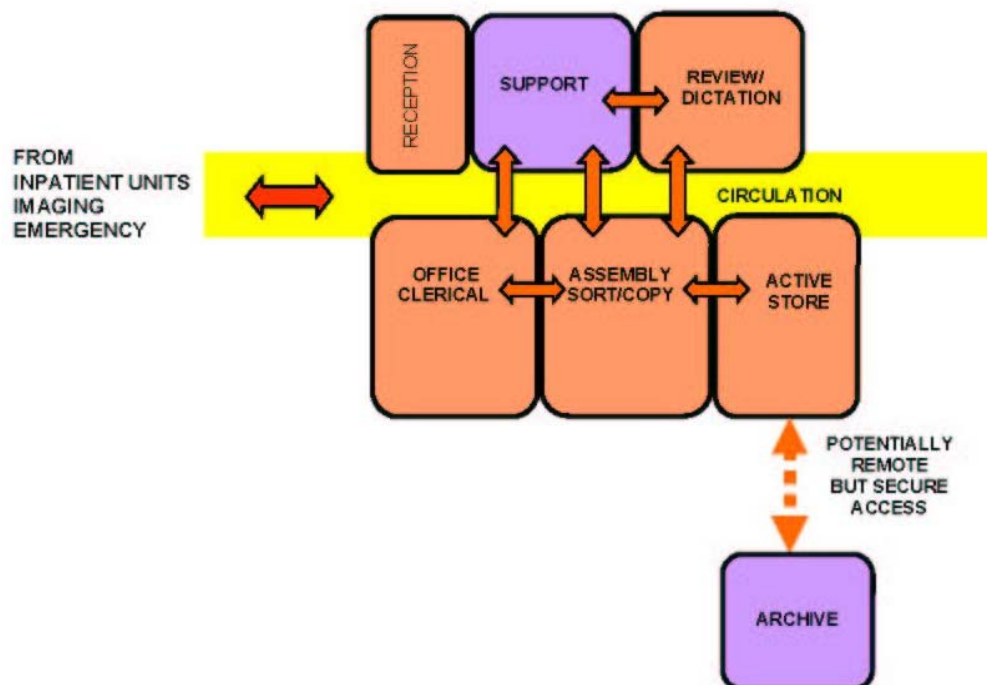 RECEPTION
SUPPORT
REVIEW/
DICTATION
FROM
INPATIENT UNITS
IMAGING
EMERGENCY
CIRCULATION
OFFICE
CLERICAL
ASSEMBLY
SORT/COPY
ACTIVE
STORE
POTENTIALLY
REMOTE
BUT SECURE
ACCESS
ARCHIVE